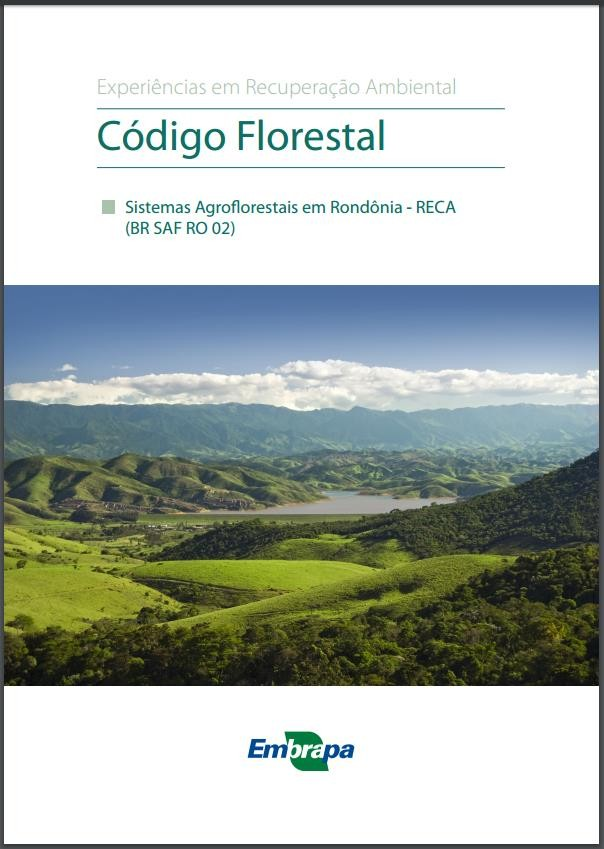 Experiências em Recuperação Ambiental
Código Florestal
Sistemas Agroflorestais em Rondônia - RECA
(BR SAF RO 02)
Embrapa